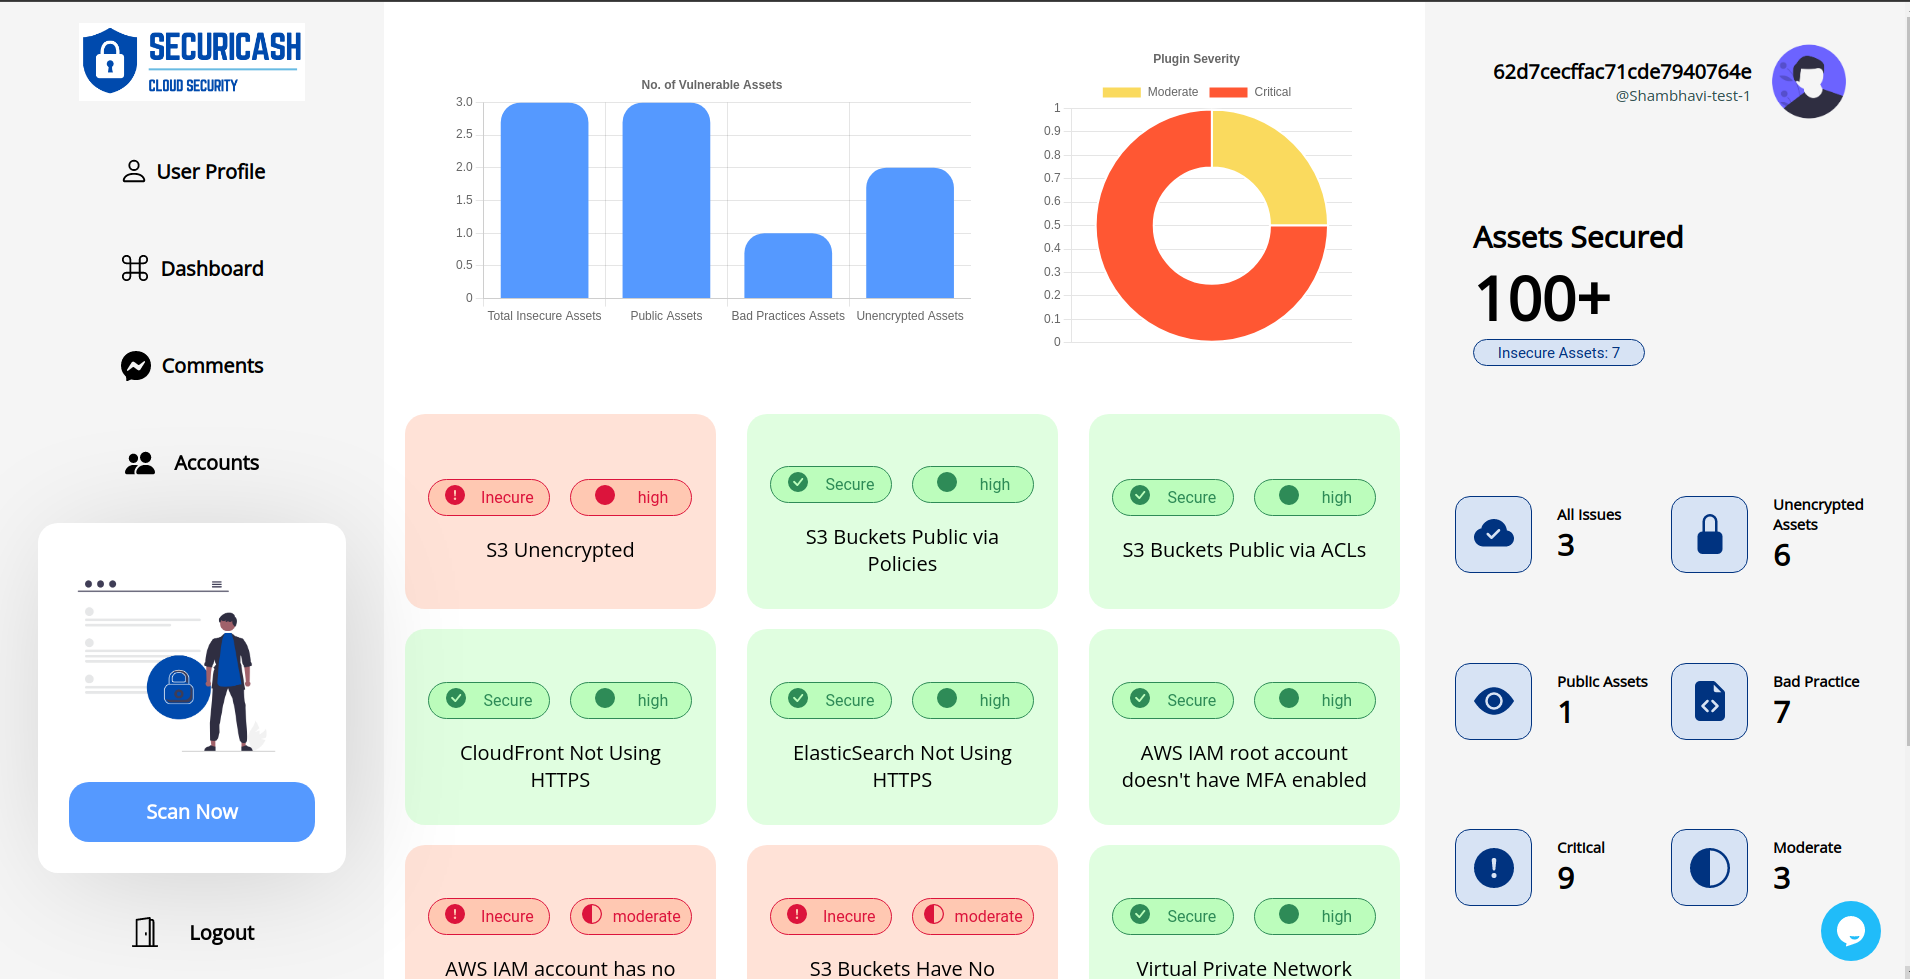 SECURICASH
CLOUD SECURITY
User Profile
Dashboard
Comments
Accounts
Scan Now
Logout
No. of Vulnerable Assets
3.0
2.5
2.0
1.5
1.0
0.5
0
Total Insecure Assets
Public Assets
Bad Practices Assets
Unencrypted Assets
Plugin Severity
Moderate
Critical
1
0.9
0.8
0.7
0.6
0.5
0.4
0.3
0.2
0.1
0
Inecure
high
S3 Unencrypted
Secure
high
S3 Buckets Public via
Policies
Secure
high
S3 Buckets Public via ACLs
Secure
high
CloudFront Not Using
HTTPS
Secure
high
ElasticSearch Not Using
HTTPS
Secure
high
AWS IAM root account
doesn't have MFA enabled
Inecure
moderate
AWS IAM account has no
Inecure
moderate
S3 Buckets Have No
Secure
high
Virtual Private Network
62d7cecffac71cde7940764e
@Shambhavi-test-1
Assets Secured
100+
Insecure Assets: 7
All Issues
3
Unencrypted
Assets
6
Public Assets
1
Bad Practice
7
Critical
9
Moderate
3